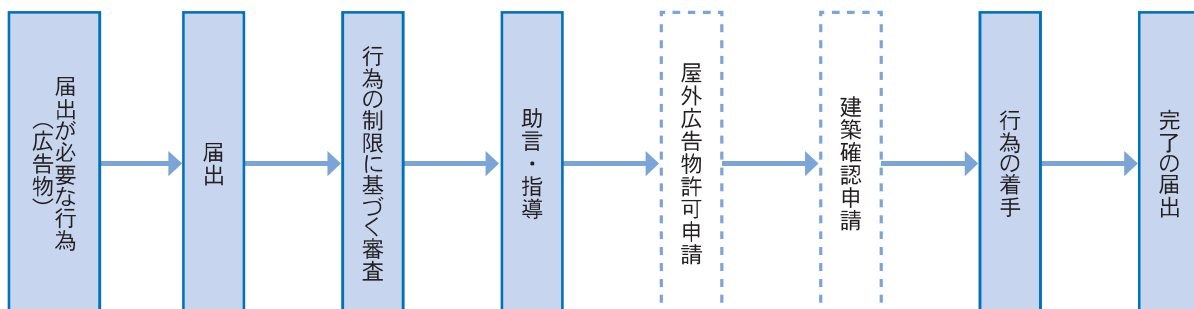 届出が必要な行為
（広告物）
届出
行為の制限に基づく審査
助言・指導
屋外広告物許可申請
建築確認申請
行為の着手
完了の届出